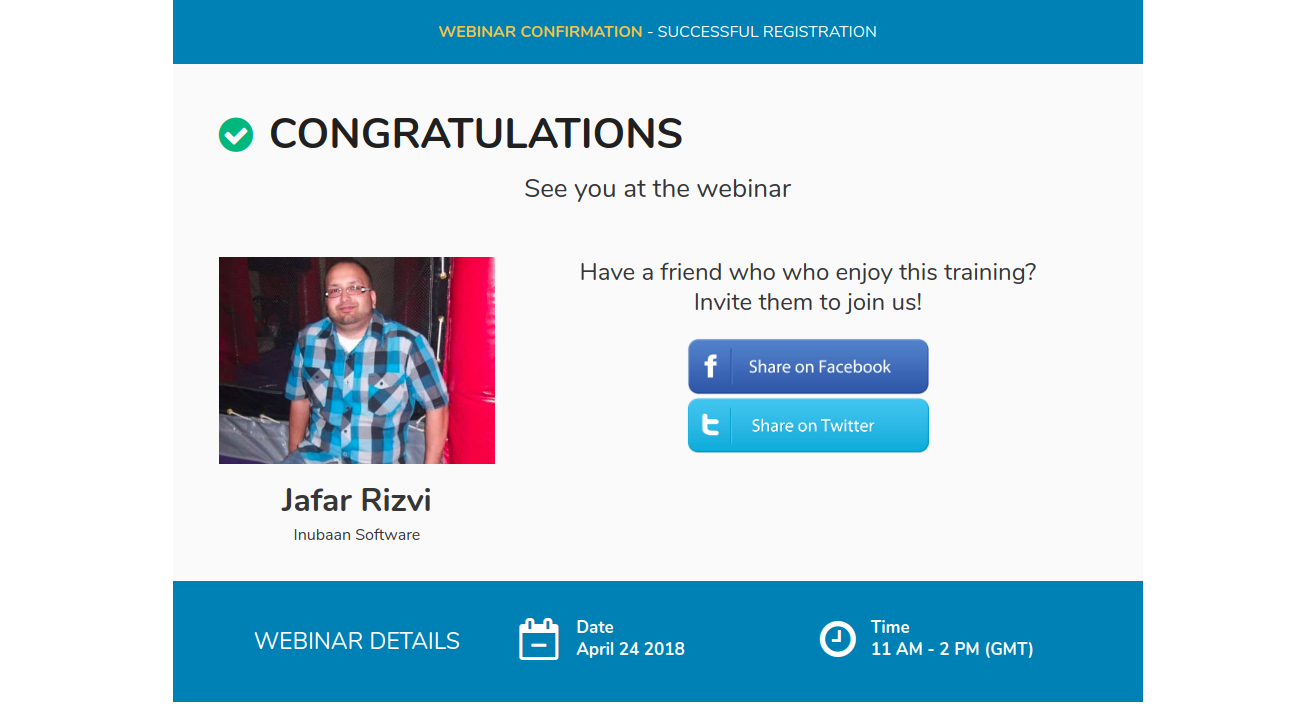 WEBINAR CONFIRMATION - SUCCESSFUL REGISTRATION
CONGRATULATIONS
See you at the webinar
Have a friend who who enjoy this training?
Invite them to join us!
f Share on Facebook
t Share on Twitter
Jafar Rizvi
Inubaan Software
WEBINAR DETAILS
Date
April 24 2018
Time
11 AM - 2 PM (GMT)